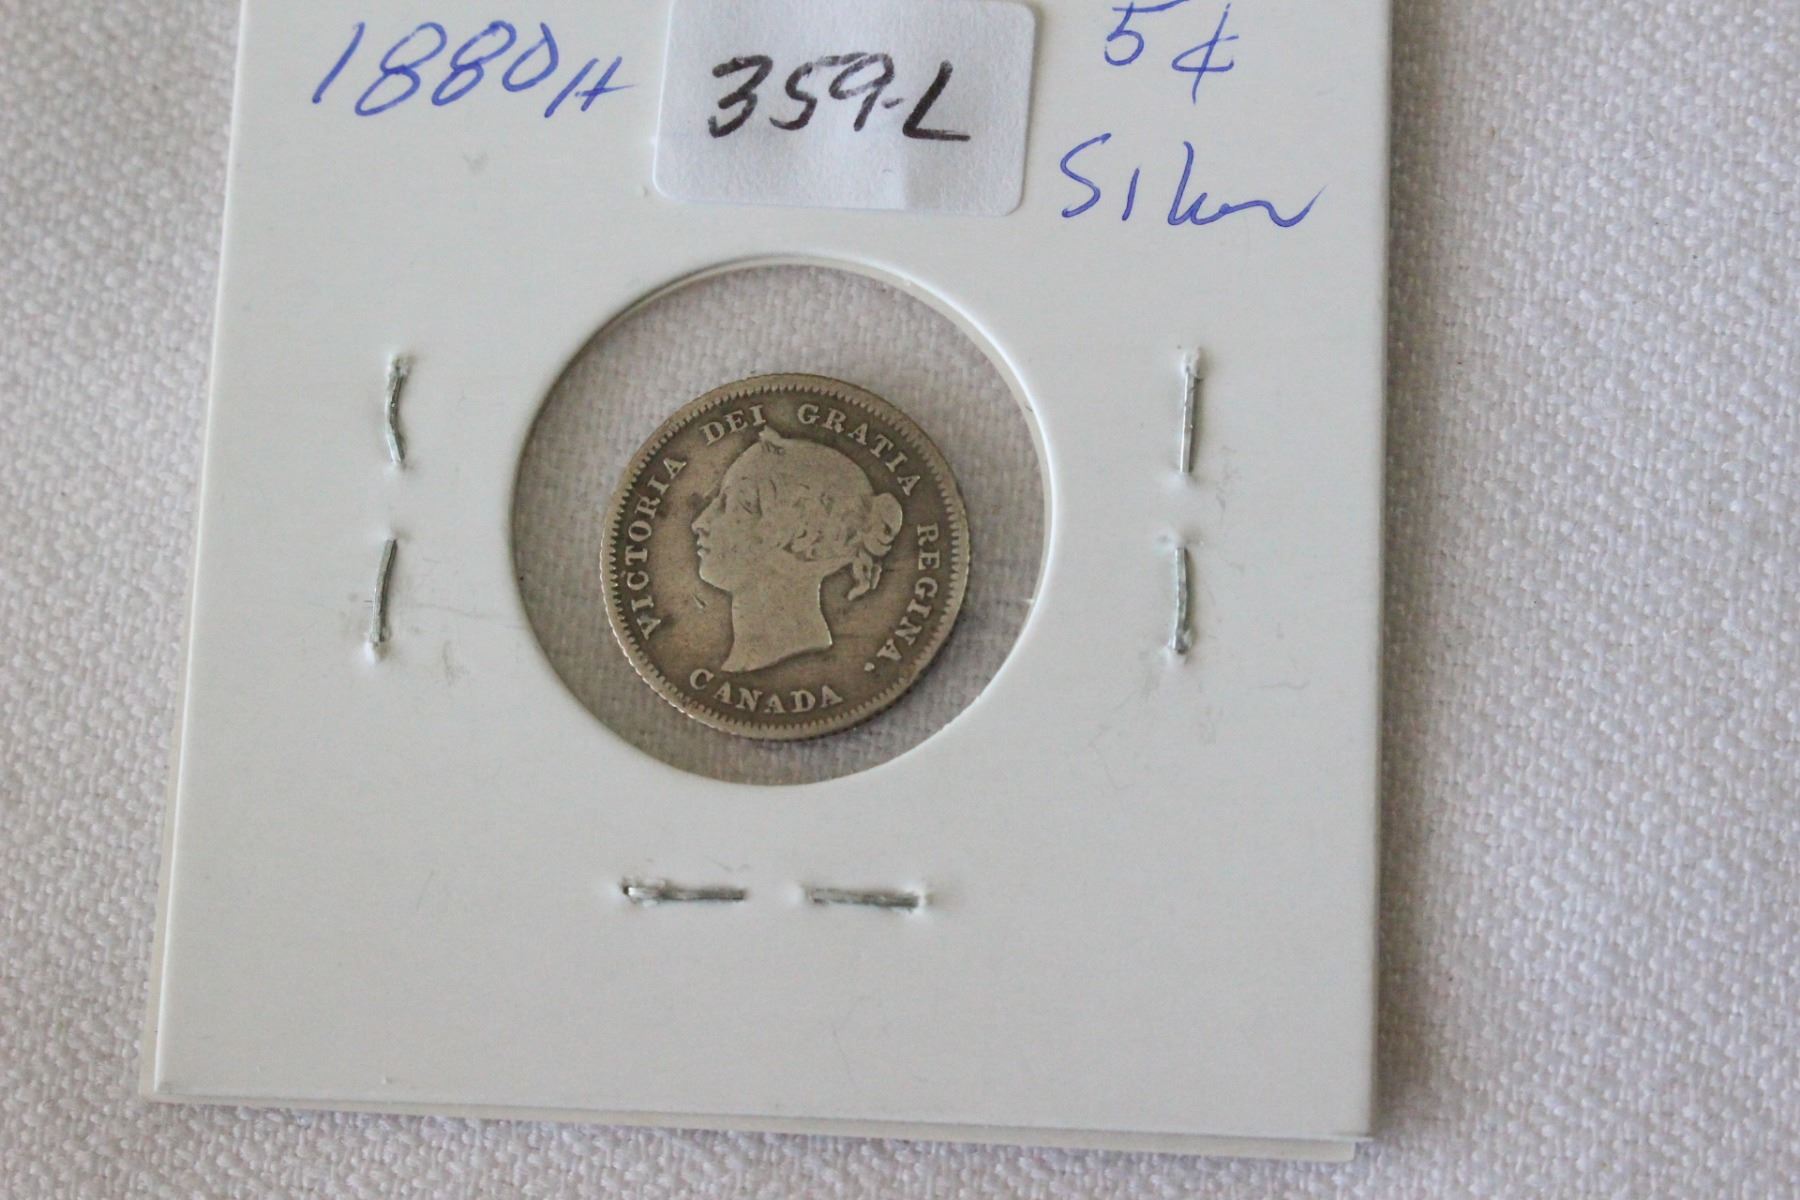 1880H
359-L
5¢
Silver
VICTORIA DEI GRATIA REGINA.
CANADA